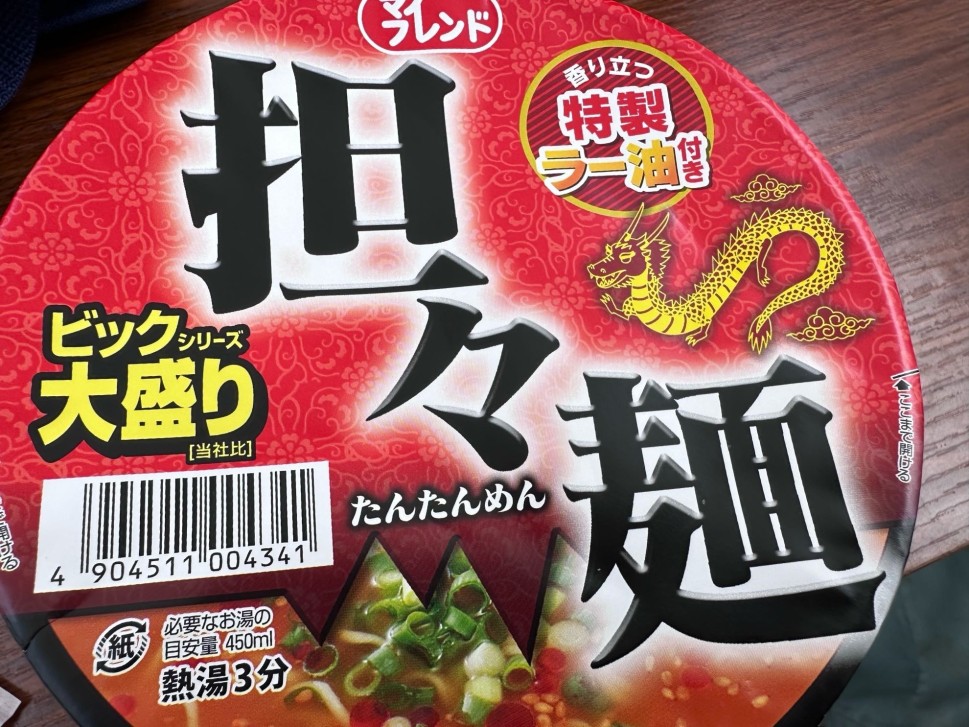 マイ
フレンド
香り立つ
特製
ラー油付き
担々麺
たんたんめん
ビックシリーズ
大盛り
[当社比]
ここまで開ける
4 904511 004341
紙
必要なお湯の
目安量 450ml
熱湯3分